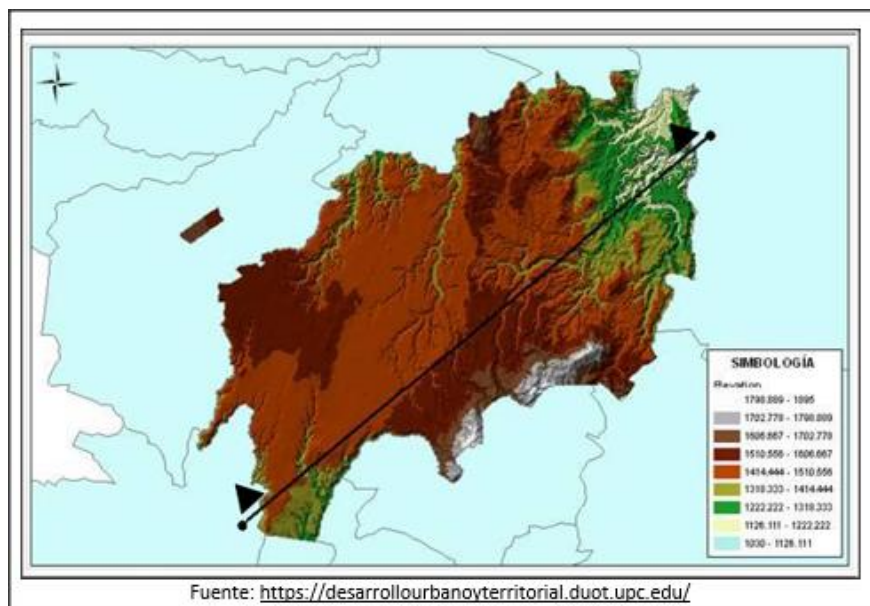 N
SIMBOLOGÍA
Elevation
1798.889 - 1895
1702.778 - 1798.889
1606.667 - 1702.778
1510.556 - 1606.667
1414.444 - 1510.556
1318.333 - 1414.444
1222.222 - 1318.333
1126.111 - 1222.222
1030 - 1126.111
Fuente: https://desarrollourbanoyterritorial.duot.upc.edu/